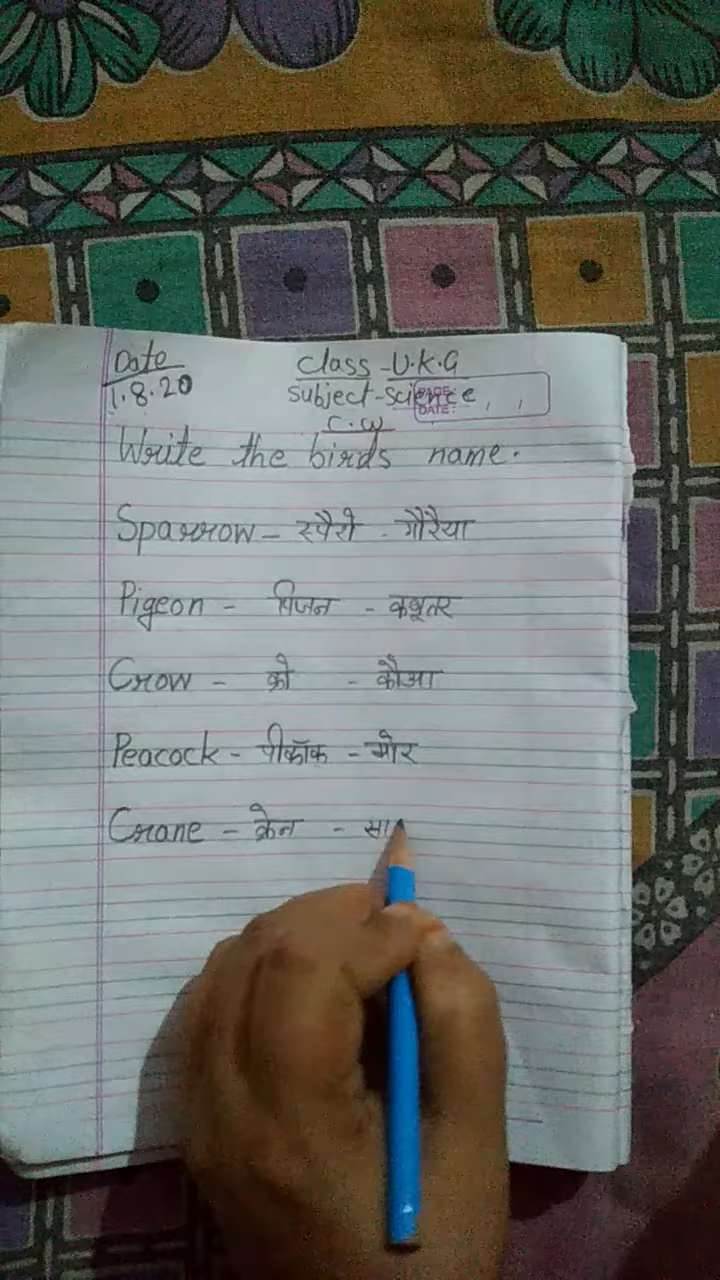 Date
1.8.20
Class-U.K.G
Subject-Science
PAGE:
DATE:
C.W
Write the birds name.
Sparrow - स्पैरो - गौरैया
Pigeon - पिजन - कबूतर
Crow - क्रो - कौआ
Peacock - पीकॉक - मोर
Crane - क्रेन - सा